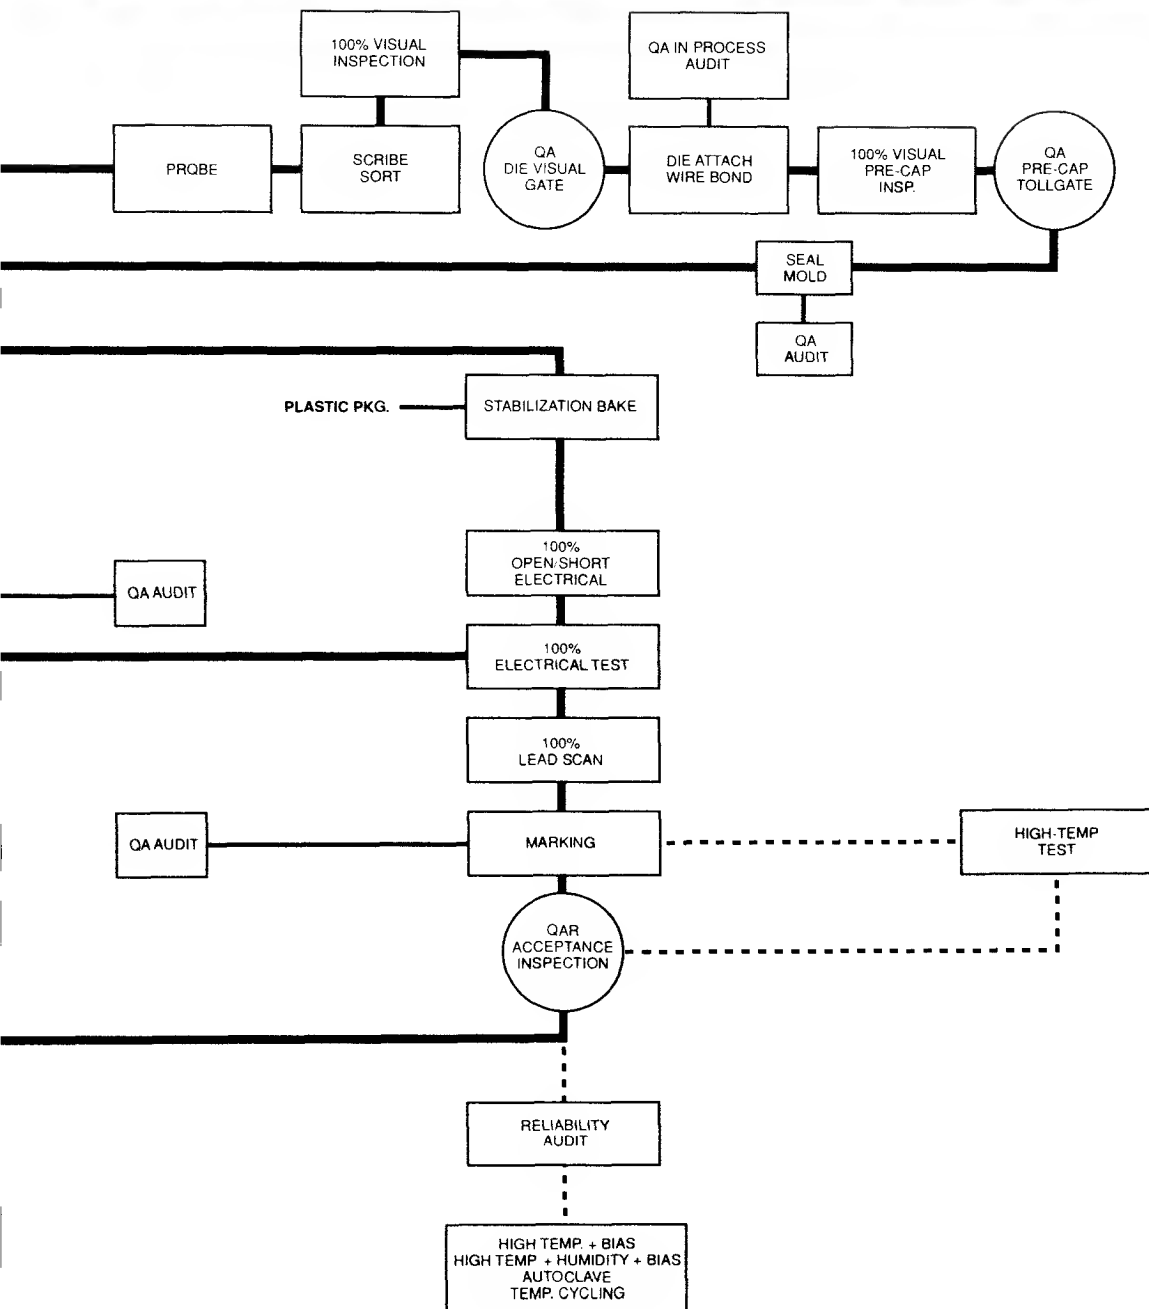 100% VISUAL
INSPECTION
QA IN PROCESS
AUDIT
PROBE
SCRIBE
SORT
QA
DIE VISUAL
GATE
DIE ATTACH
WIRE BOND
100% VISUAL
PRE-CAP
INSP.
QA
PRE-CAP
TOLLGATE
SEAL
MOLD
QA
AUDIT
PLASTIC PKG.
STABILIZATION BAKE
100%
OPEN/SHORT
ELECTRICAL
QA AUDIT
100%
ELECTRICAL TEST
100%
LEAD SCAN
QA AUDIT
MARKING
HIGH-TEMP
TEST
QAR
ACCEPTANCE
INSPECTION
RELIABILITY
AUDIT
HIGH TEMP. + BIAS
HIGH TEMP + HUMIDITY + BIAS
AUTOCLAVE
TEMP. CYCLING